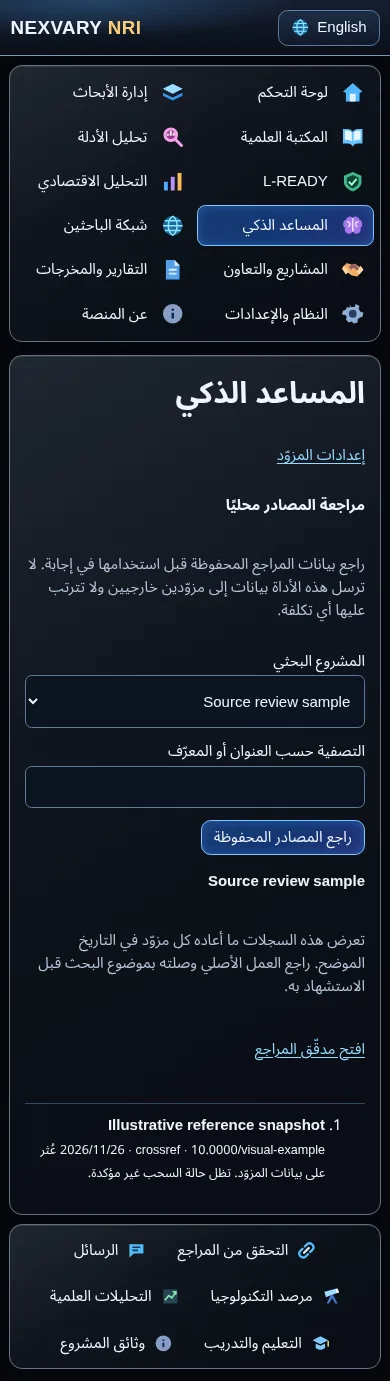 NEXVARY NRI
English
لوحة التحكم
إدارة الأبحاث
المكتبة العلمية
تحليل الأدلة
L-READY
التحليل الاقتصادي
المساعد الذكي
شبكة الباحثين
المشاريع والتعاون
التقارير والمخرجات
النظام والإعدادات
عن المنصة
المساعد الذكي
إعدادات المزوّد
مراجعة المصادر محليًا
راجع بيانات المراجع المحفوظة قبل استخدامها في إجابة. لا
ترسل هذه الأداة بيانات إلى مزوّدين خارجيين ولا تترتب
عليها أي تكلفة.
المشروع البحثي
Source review sample
التصفية حسب العنوان أو المعرّف
راجع المصادر المحفوظة
Source review sample
تعرض هذه السجلات ما أعاده كل مزوّد في التاريخ
الموضح. راجع العمل الأصلي وصلته بموضوع البحث قبل
الاستشهاد به.
افتح مدقّق المراجع
1. Illustrative reference snapshot
10.0000/visual-example · crossref · 2026/11/26 عُثر
على بيانات المزوّد. تظل حالة السحب غير مؤكدة.
التحقق من المراجع
الرسائل
مرصد التكنولوجيا
التحليلات العلمية
التعليم والتدريب
وثائق المشروع